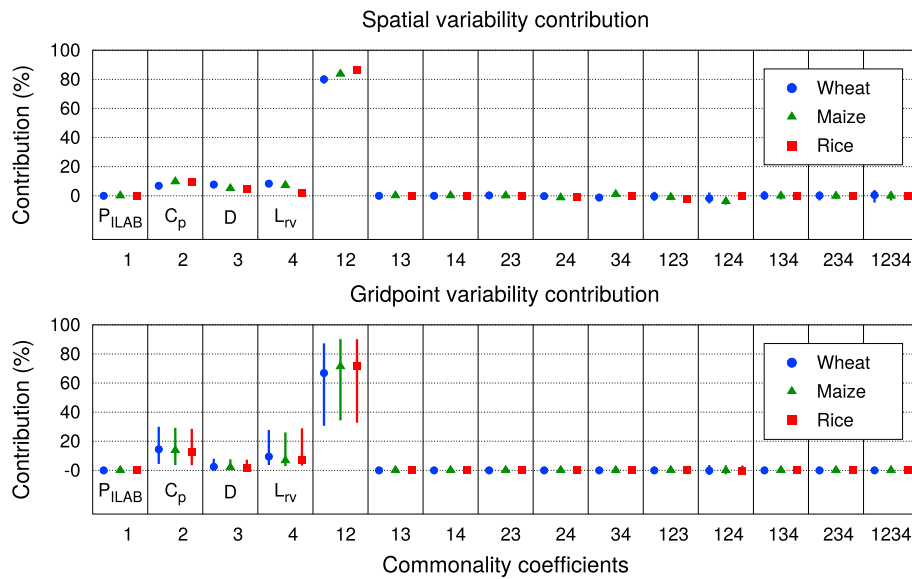 Spatial variability contribution
Contribution (%)
100
80
60
40
20
0
Wheat
Maize
Rice
P_ILAB C_p D L_rv
1 2 3 4 12 13 14 23 24 34 123 124 134 234 1234
Gridpoint variability contribution
Contribution (%)
100
80
60
40
20
-0
Wheat
Maize
Rice
P_ILAB C_p D L_rv
1 2 3 4 12 13 14 23 24 34 123 124 134 234 1234
Commonality coefficients